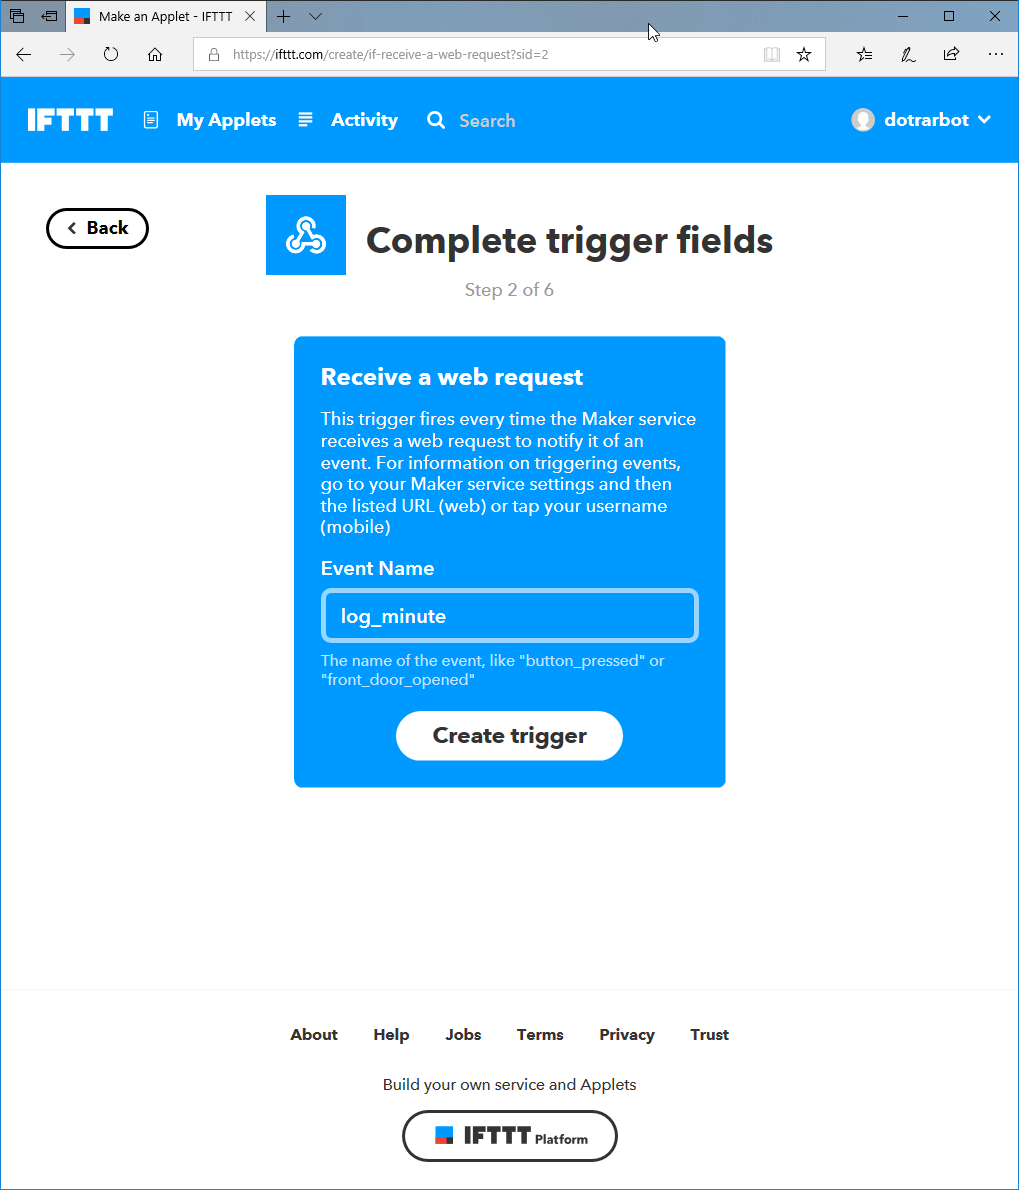 Make an Applet - IFTTT
https://ifttt.com/create/if-receive-a-web-request?sid=2
IFTTT My Applets Activity Search dotrarbot
Back
Complete trigger fields
Step 2 of 6
Receive a web request
This trigger fires every time the Maker service
receives a web request to notify it of an
event. For information on triggering events,
go to your Maker service settings and then
the listed URL (web) or tap your username
(mobile)
Event Name
log_minute
The name of the event, like "button_pressed" or
"front_door_opened"
Create trigger
About Help Jobs Terms Privacy Trust
Build your own service and Applets
IFTTT Platform